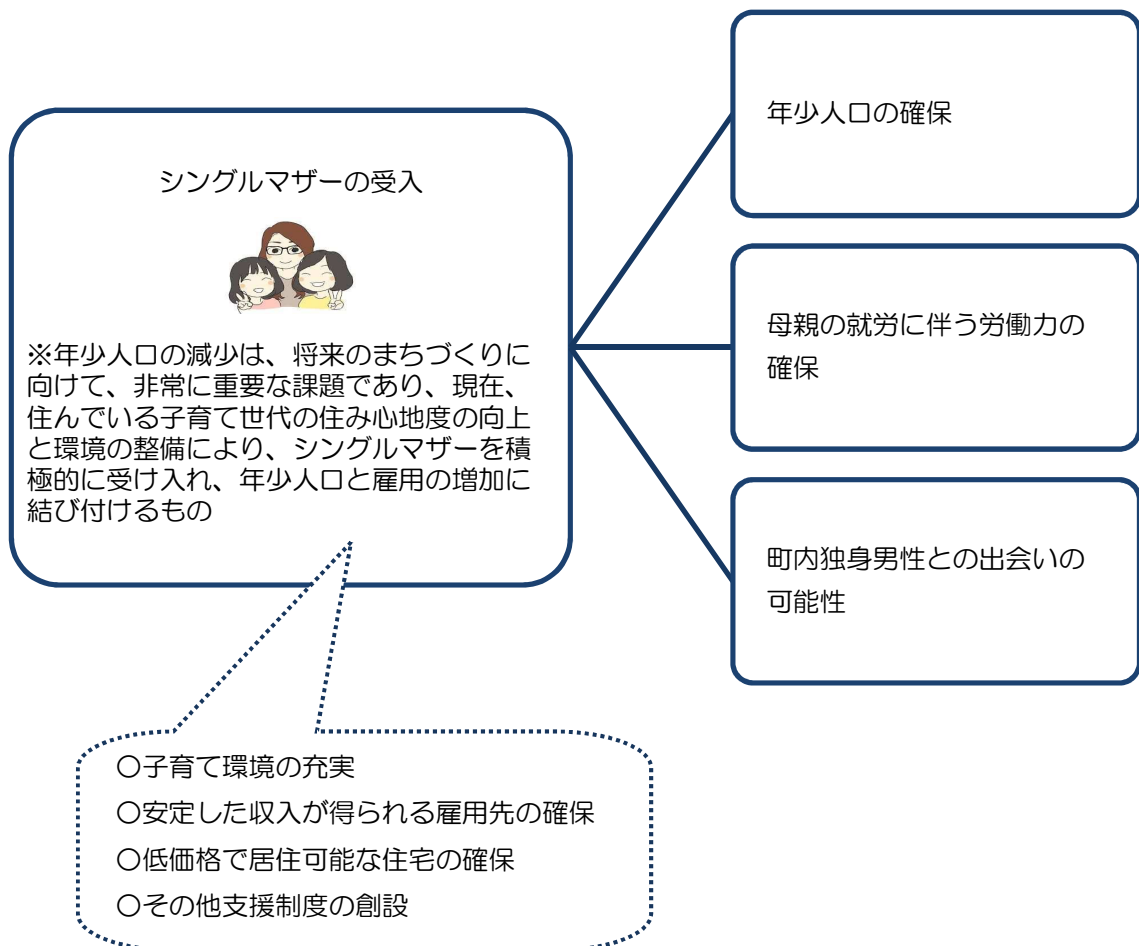 シングルマザーの受入
※年少人口の減少は、将来のまちづくりに
向けて、非常に重要な課題であり、現在、
住んでいる子育て世代の住み心地度の向上
と環境の整備により、シングルマザーを積
極的に受け入れ、年少人口と雇用の増加に
結び付けるもの
年少人口の確保
母親の就労に伴う労働力の
確保
町内独身男性との出会いの
可能性
〇子育て環境の充実
〇安定した収入が得られる雇用先の確保
〇低価格で居住可能な住宅の確保
〇その他支援制度の創設